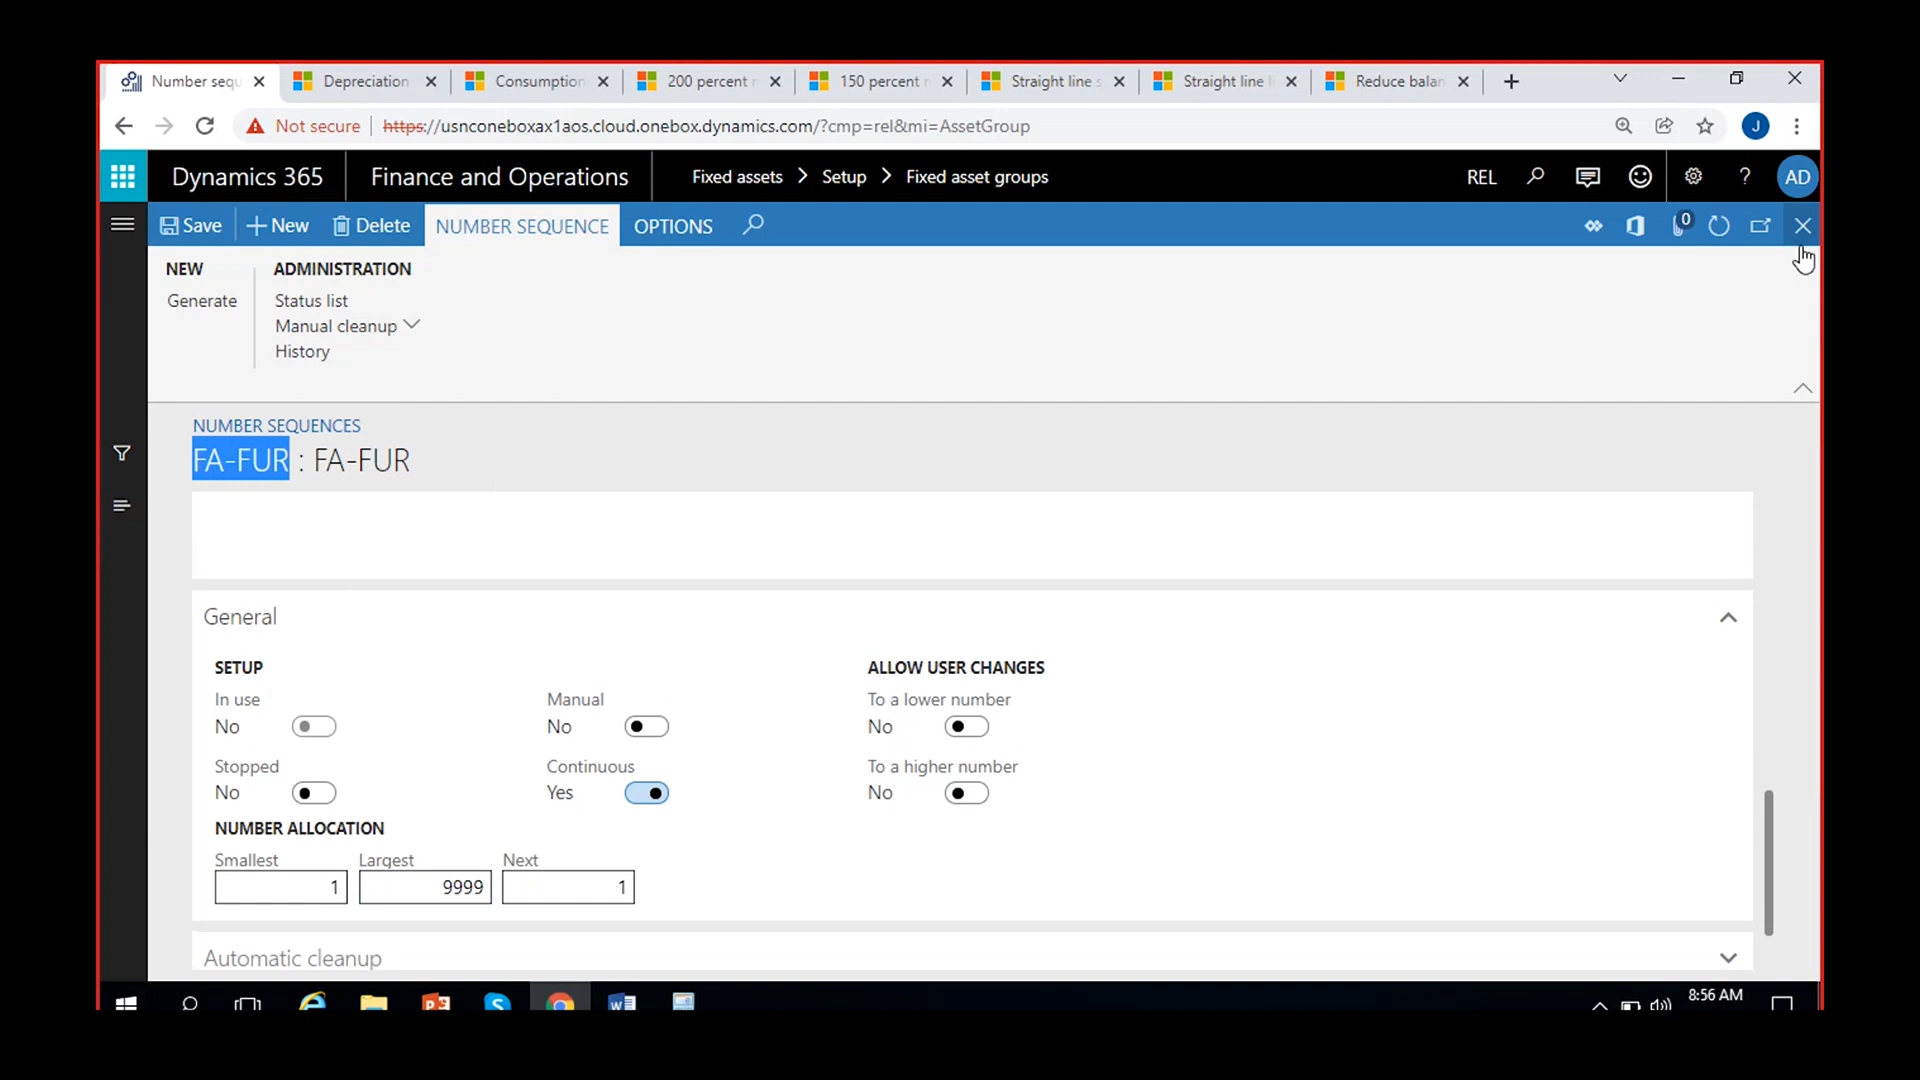 Number sequ Depreciation Consumption 200 percent r 150 percent r Straight line s Straight line l Reduce balan
Not secure https://usnconeboxax1aos.cloud.onebox.dynamics.com/?cmp=rel&mi=AssetGroup J
Dynamics 365 Finance and Operations Fixed assets > Setup > Fixed asset groups REL ? AD
Save + New Delete NUMBER SEQUENCE OPTIONS 0
NEW ADMINISTRATION
Generate Status list
Manual cleanup
History
NUMBER SEQUENCES
FA-FUR : FA-FUR
General
SETUP ALLOW USER CHANGES
In use Manual To a lower number
No No No
Stopped Continuous To a higher number
No Yes No
NUMBER ALLOCATION
Smallest Largest Next
1 9999 1
Automatic cleanup
8:56 AM